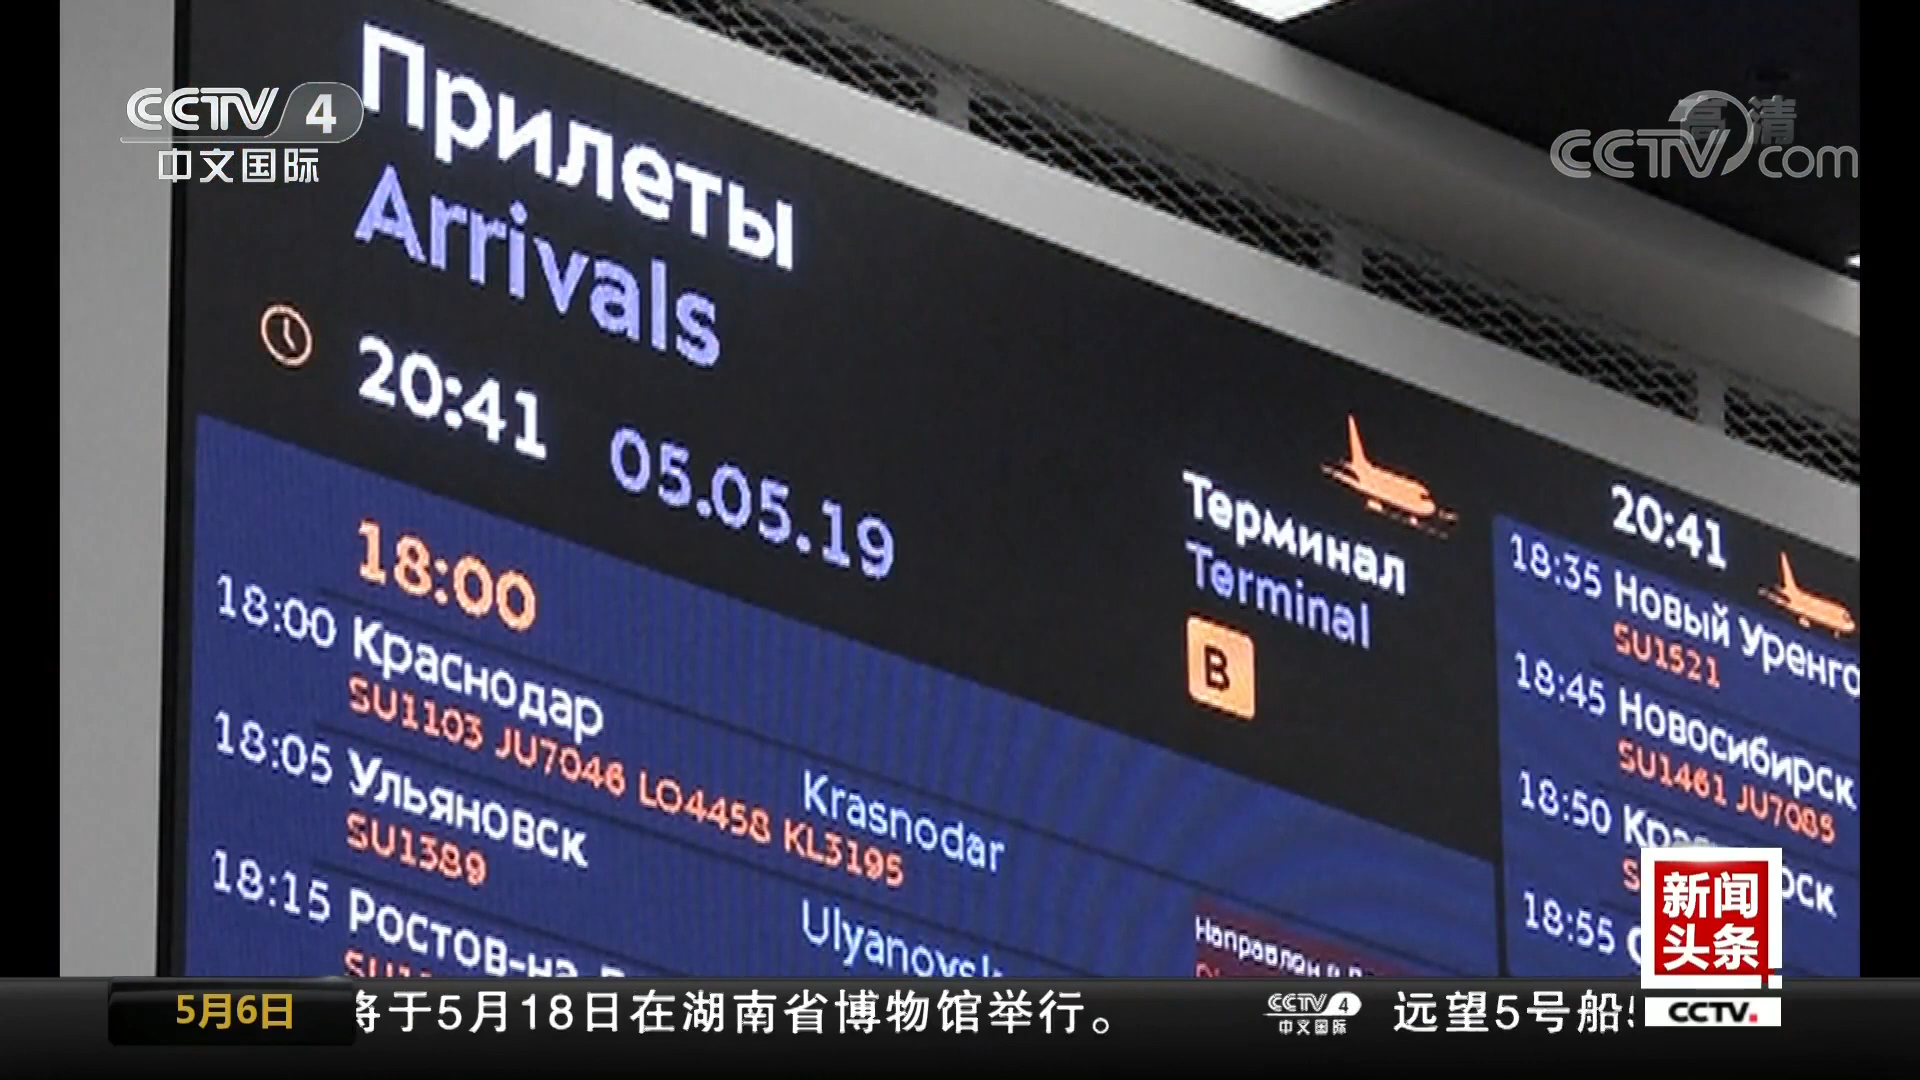 CCTV 4
中文国际
高清
CCTV com
Прилеты
Arrivals
20:41 05.05.19
Терминал
Terminal
B
18:00
18:00 Краснодар Krasnodar
SU1103 JU7046 LO4458 KL3195
18:05 Ульяновск
SU1389
18:15
20:41
18:35 Новый
SU1521
18:45 Новосибирск
SU1461 JU7085
18:50
18:55
新闻
头条
CCTV.
5月6日
将于5月18日在湖南省博物馆举行。
CCTV 4
中文国际
远望5号船